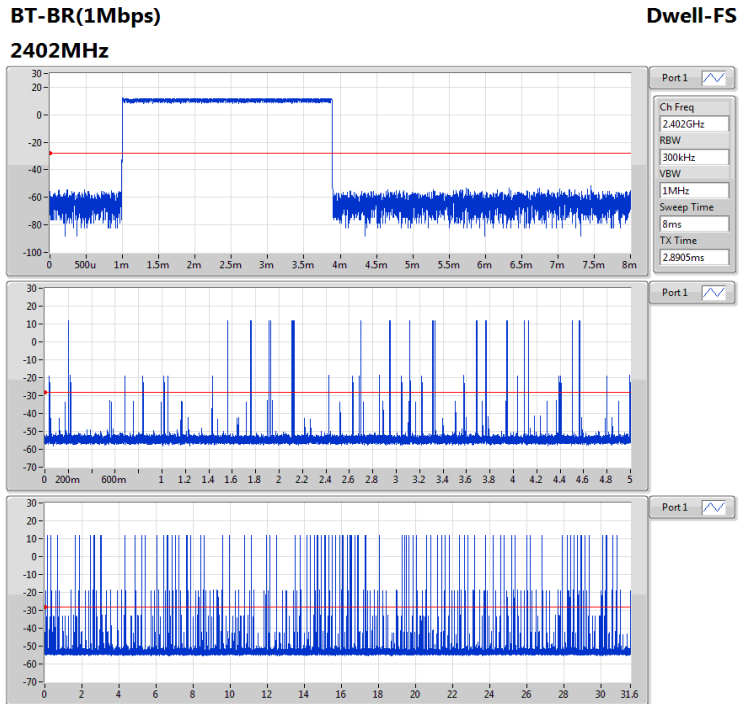 BT-BR(1Mbps) Dwell-FS
2402MHz
30
20
0
-20
-40
-60
-80
-100
0 500u 1m 1.5m 2m 2.5m 3m 3.5m 4m 4.5m 5m 5.5m 6m 6.5m 7m 7.5m 8m
Port 1
Ch Freq
2.402GHz
RBW
300kHz
VBW
1MHz
Sweep Time
8ms
TX Time
2.8905ms
30
20
10
0
-10
-20
-30
-40
-50
-60
-70
0 200m 600m 1 1.2 1.4 1.6 1.8 2 2.2 2.4 2.6 2.8 3 3.2 3.4 3.6 3.8 4 4.2 4.4 4.6 4.8 5
Port 1
30
20
10
0
-10
-20
-30
-40
-50
-60
-70
0 2 4 6 8 10 12 14 16 18 20 22 24 26 28 30 31.6
Port 1